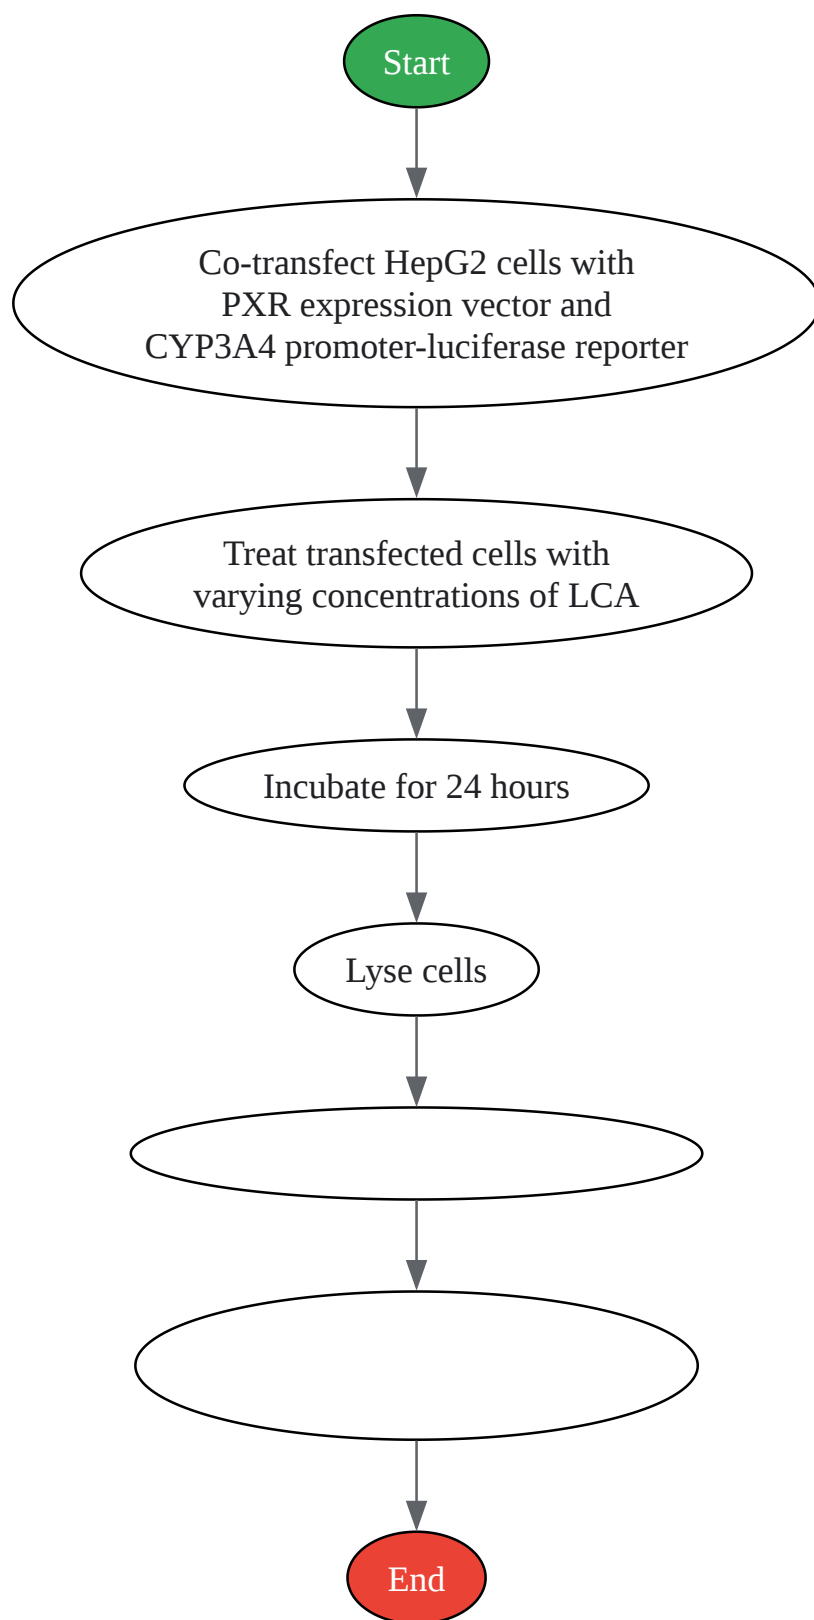 Start
Co-transfect HepG2 cells with
PXR expression vector and
CYP3A4 promoter-luciferase reporter
Treat transfected cells with
varying concentrations of LCA
Incubate for 24 hours
Lyse cells
End